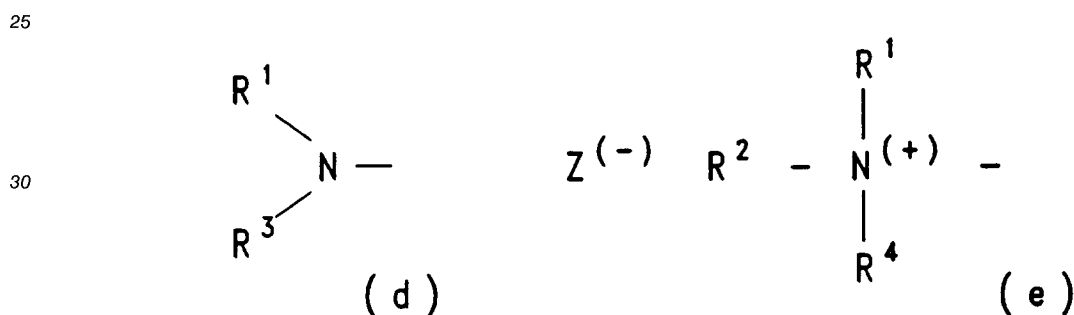 25
R¹ R¹
N — Z(-) R² - N(+) -
30
R³ R⁴
(d) (e)